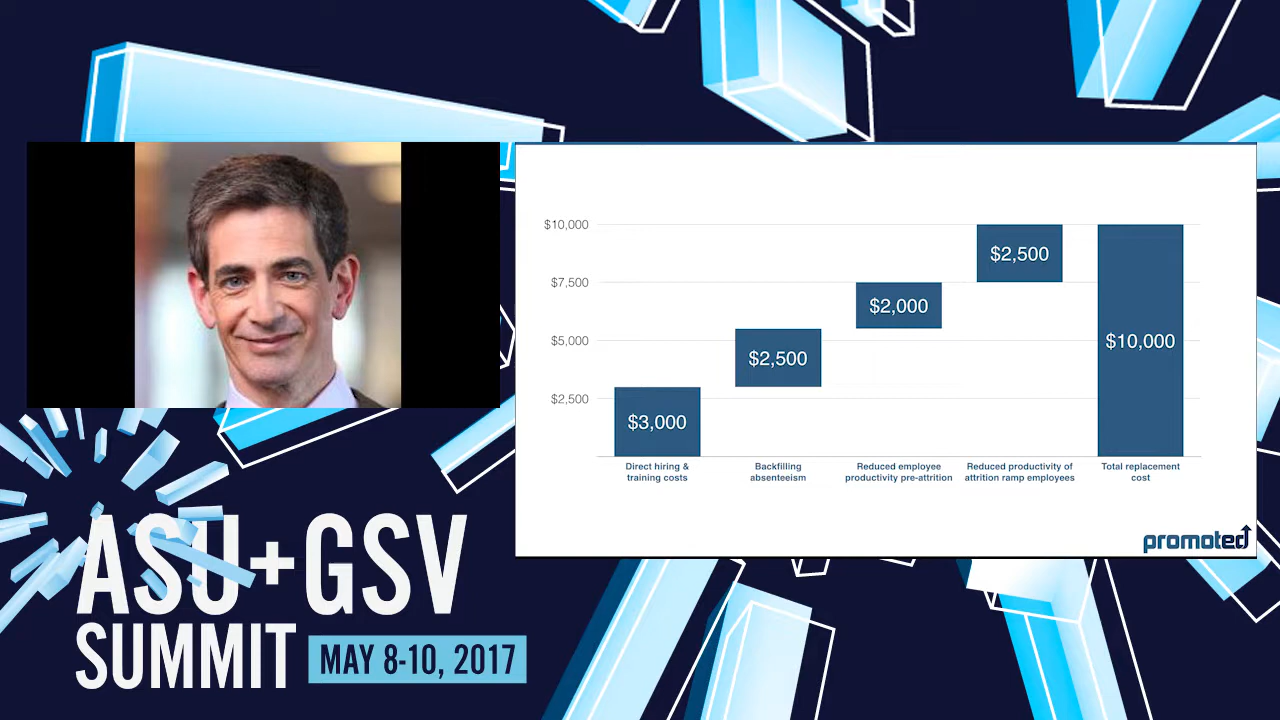 $10,000
$7,500
$5,000
$2,500
$3,000
$2,500
$2,000
$2,500
$10,000
Direct hiring &
training costs
Backfilling
absenteeism
Reduced employee
productivity pre-attrition
Reduced productivity of
attrition ramp employees
Total replacement
cost
promoted
ASU+GSV
SUMMIT
MAY 8-10, 2017